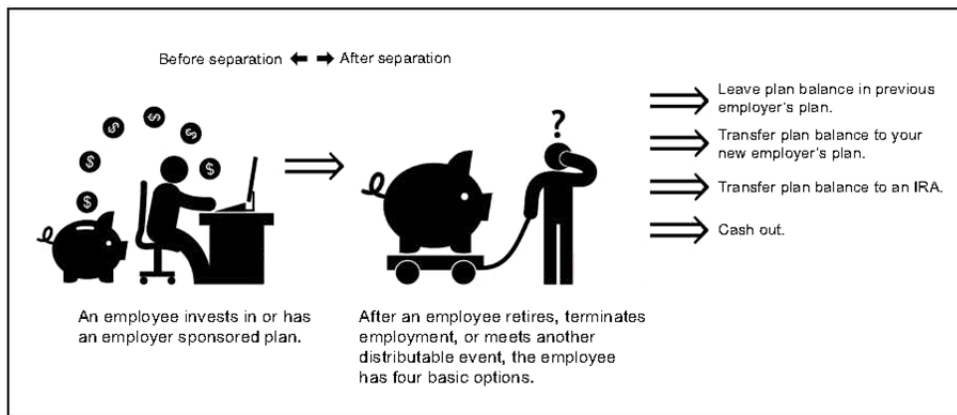 Before separation After separation
$
$
$
$
$
$
?
Leave plan balance in previous
employer's plan.
Transfer plan balance to your
new employer's plan.
Transfer plan balance to an IRA.
Cash out.
An employee invests in or has
an employer sponsored plan.
After an employee retires, terminates
employment, or meets another
distributable event, the employee
has four basic options.